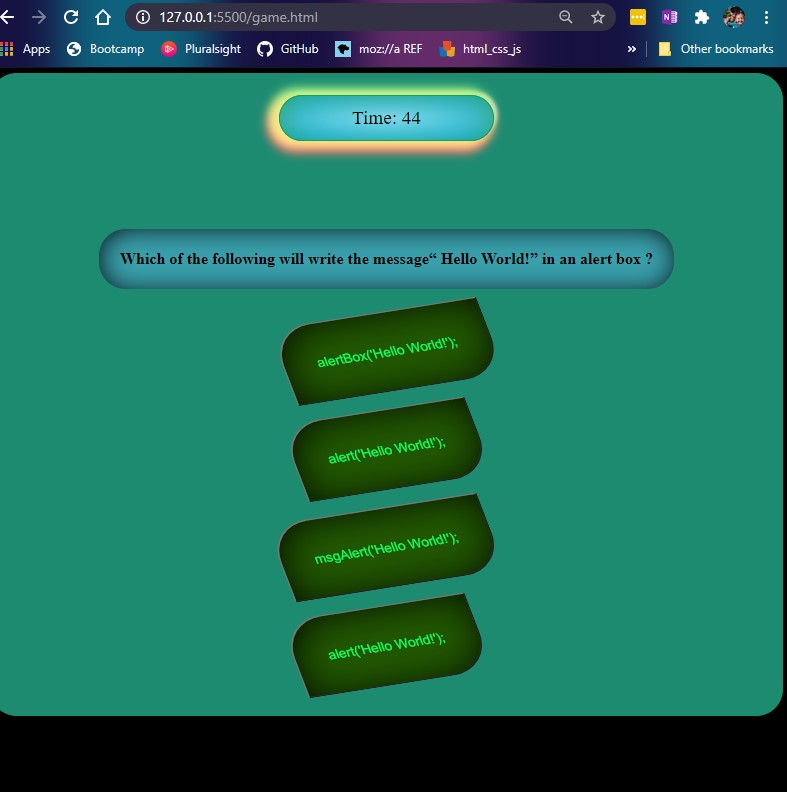 127.0.0.1:5500/game.html
Apps Bootcamp Pluralsight GitHub moz://a REF html_css_js » Other bookmarks
Time: 44
Which of the following will write the message“ Hello World!” in an alert box ?
alertBox('Hello World!');
alert('Hello World!');
msgAlert('Hello World!');
alert('Hello World!');